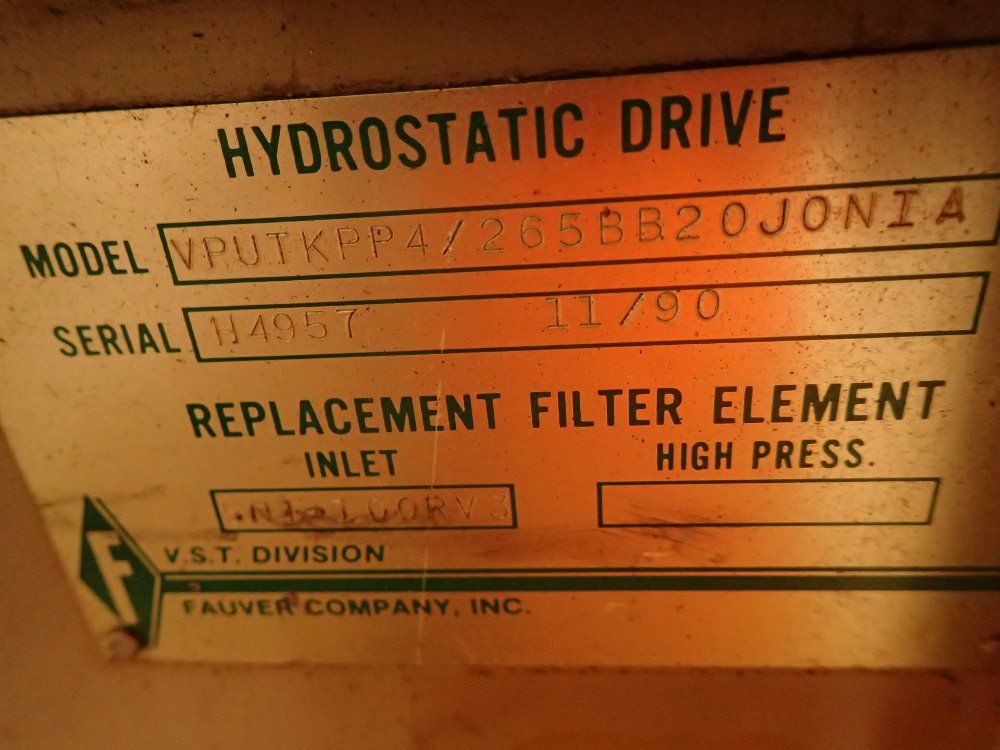 HYDROSTATIC DRIVE
MODEL VPUTKPP4/265BB20JONIA
SERIAL H4957 11/90
REPLACEMENT FILTER ELEMENT
INLET HIGH PRESS.
F V.S.T. DIVISION
FAUVER COMPANY, INC.